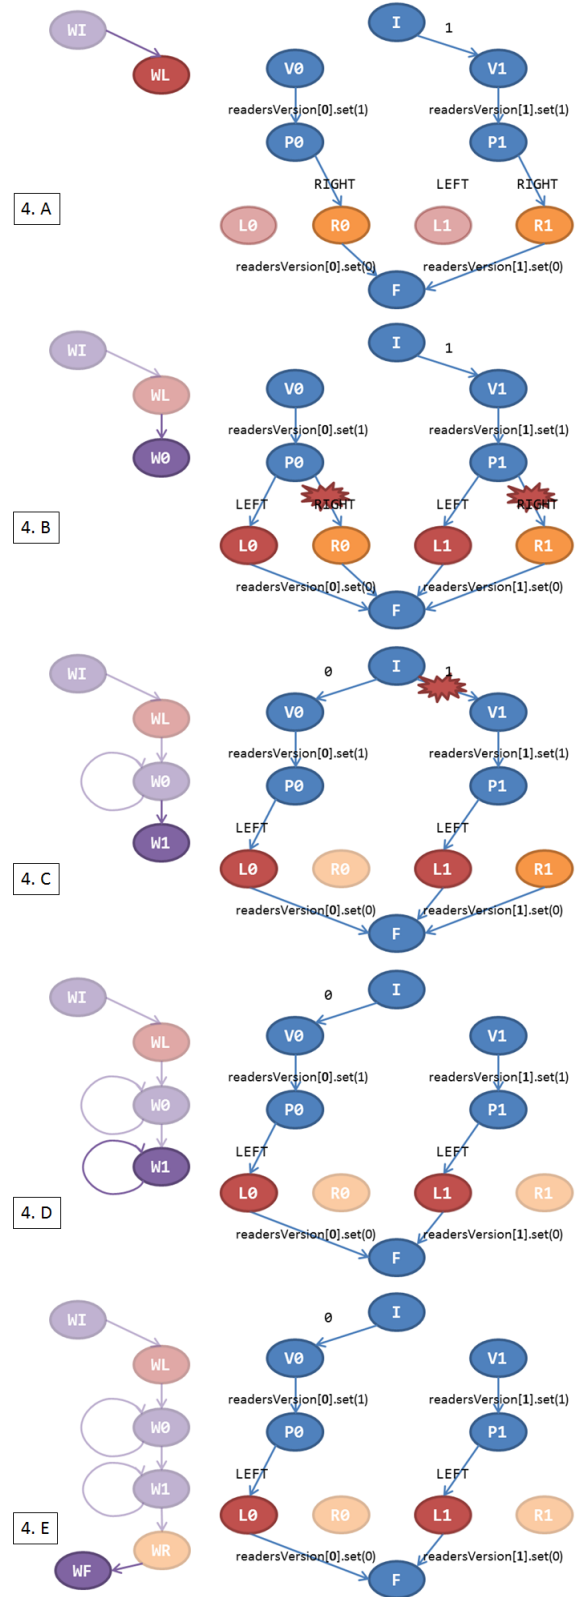 WI
I
1
WL
V0
V1
readersVersion[0].set(1)
readersVersion[1].set(1)
P0
P1
RIGHT
LEFT
RIGHT
4. A
L0
R0
L1
R1
readersVersion[0].set(0)
readersVersion[1].set(0)
F
WI
I
1
WL
V0
V1
readersVersion[0].set(1)
readersVersion[1].set(1)
W0
P0
P1
LEFT
RIGHT
LEFT
RIGHT
4. B
L0
R0
L1
R1
readersVersion[0].set(0)
readersVersion[1].set(0)
F
WI
0
I
1
WL
V0
V1
readersVersion[0].set(1)
readersVersion[1].set(1)
W0
P0
P1
LEFT
LEFT
W1
4. C
L0
R0
L1
R1
readersVersion[0].set(0)
readersVersion[1].set(0)
F
WI
0
I
WL
V0
V1
readersVersion[0].set(1)
readersVersion[1].set(1)
W0
P0
P1
LEFT
LEFT
W1
4. D
L0
R0
L1
R1
readersVersion[0].set(0)
readersVersion[1].set(0)
F
WI
0
I
WL
V0
V1
readersVersion[0].set(1)
readersVersion[1].set(1)
W0
P0
P1
LEFT
LEFT
W1
4. E
L0
R0
L1
R1
WR
readersVersion[0].set(0)
readersVersion[1].set(0)
WF
F